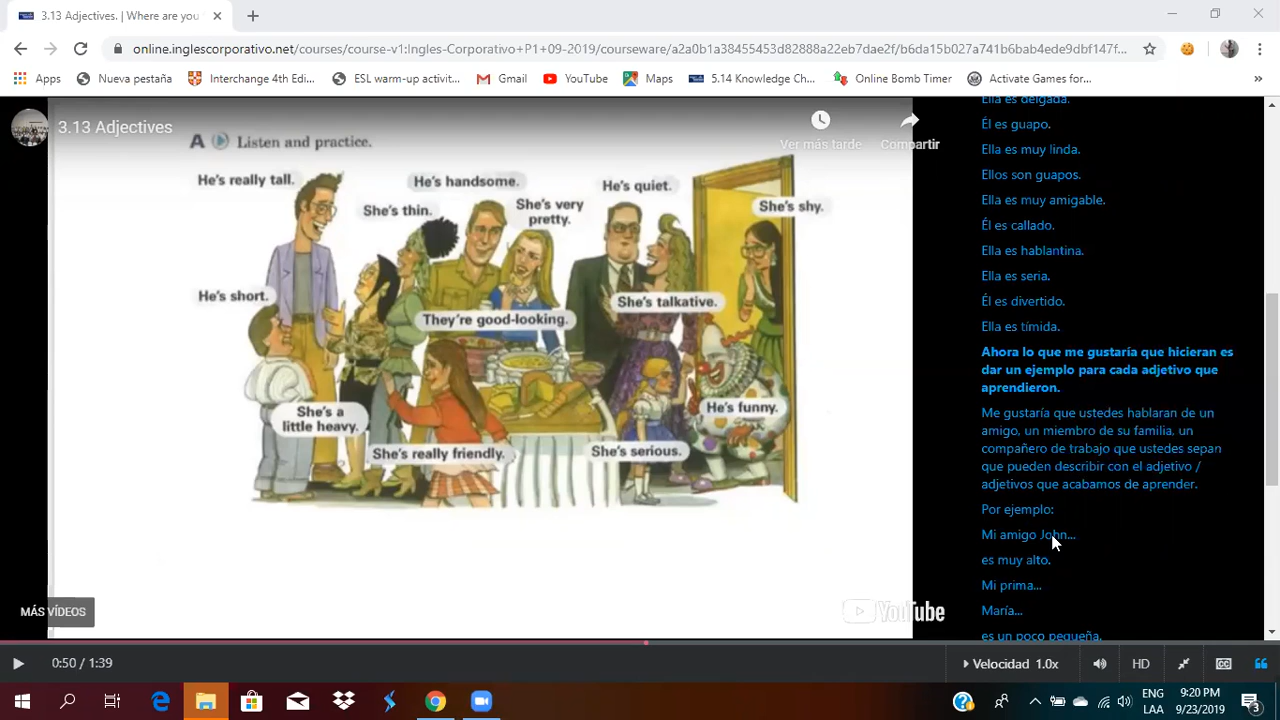 3.13 Adjectives. | Where are you
online.inglescorporativo.net/courses/course-v1:Ingles-Corporativo+P1+09-2019/courseware/a2a0b1a38455453d82888a22eb7dae2f/b6da15b027a741b6bab4ede9dbf147f...
Apps
Nueva pestaña
Interchange 4th Edi...
ESL warm-up activit...
Gmail
YouTube
Maps
5.14 Knowledge Ch...
Online Bomb Timer
Activate Games for...
»
3.13 Adjectives
Ver más tarde
Compartir
A Listen and practice.
He's really tall.
He's handsome.
He's quiet.
She's thin.
She's very
pretty.
She's shy.
He's short.
They're good-looking.
She's talkative.
She's a
little heavy.
He's funny.
She's really friendly.
She's serious.
MÁS VÍDEOS
YouTube
Ella es delgada.
Él es guapo.
Ella es muy linda.
Ellos son guapos.
Ella es muy amigable.
Él es callado.
Ella es hablantina.
Ella es seria.
Él es divertido.
Ella es tímida.
Ahora lo que me gustaría que hicieran es
dar un ejemplo para cada adjetivo que
aprendieron.
Me gustaría que ustedes hablaran de un
amigo, un miembro de su familia, un
compañero de trabajo que ustedes sepan
que pueden describir con el adjetivo /
adjetivos que acabamos de aprender.
Por ejemplo:
Mi amigo John...
es muy alto.
Mi prima...
María...
es un poco pequeña.
0:50 / 1:39
Velocidad 1.0x
HD
ENG
LAA
9:20 PM
9/23/2019
3